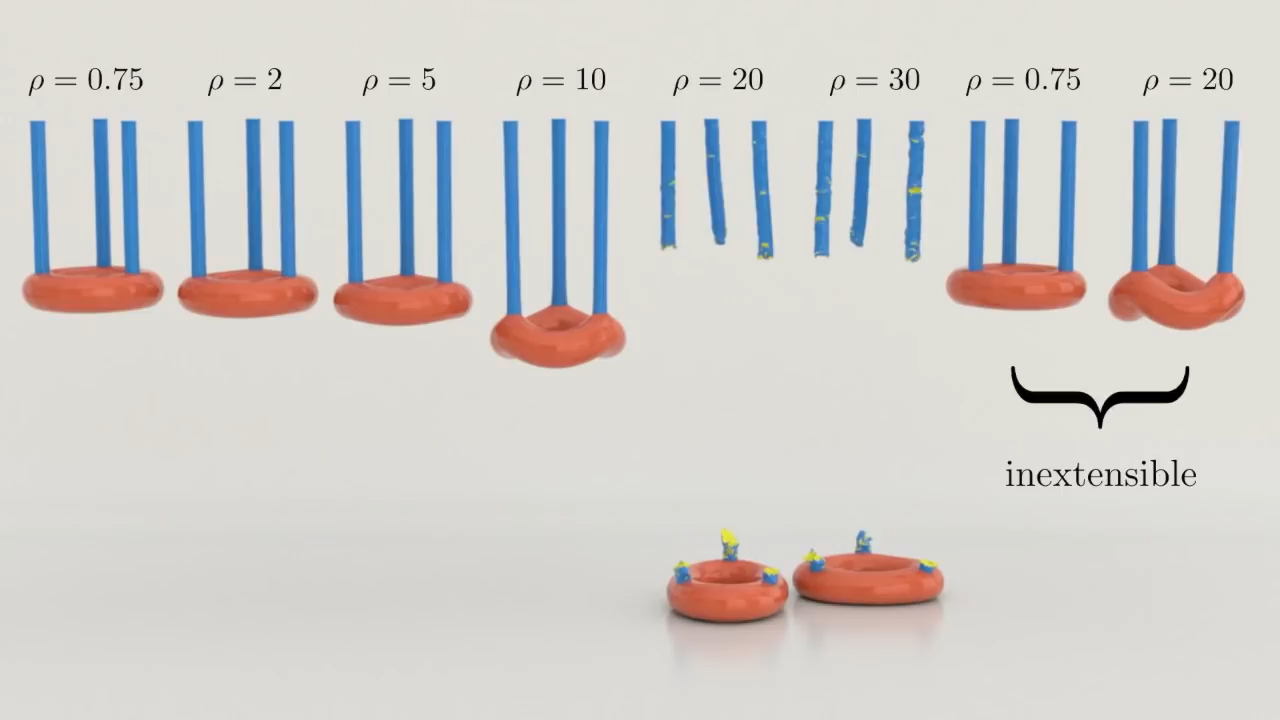 ρ = 0.75 ρ = 2 ρ = 5 ρ = 10 ρ = 20 ρ = 30 ρ = 0.75 ρ = 20
inextensible